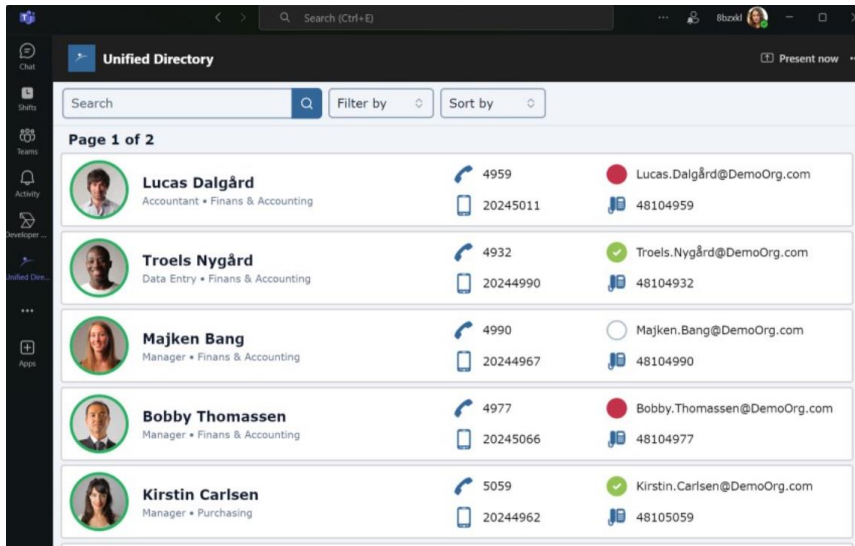 Search (Ctrl+E)
8bzxkl
Chat
Shifts
Teams
Activity
Developer ...
Unified Dire...
Apps
Unified Directory
Present now
Search
Filter by
Sort by
Page 1 of 2
Lucas Dalgård
Accountant • Finans & Accounting
4959
20245011
Lucas.Dalgård@DemoOrg.com
48104959
Troels Nygård
Data Entry • Finans & Accounting
4932
20244990
Troels.Nygård@DemoOrg.com
48104932
Majken Bang
Manager • Finans & Accounting
4990
20244967
Majken.Bang@DemoOrg.com
48104990
Bobby Thomassen
Manager • Finans & Accounting
4977
20245066
Bobby.Thomassen@DemoOrg.com
48104977
Kirstin Carlsen
Manager • Purchasing
5059
20244962
Kirstin.Carlsen@DemoOrg.com
48105059